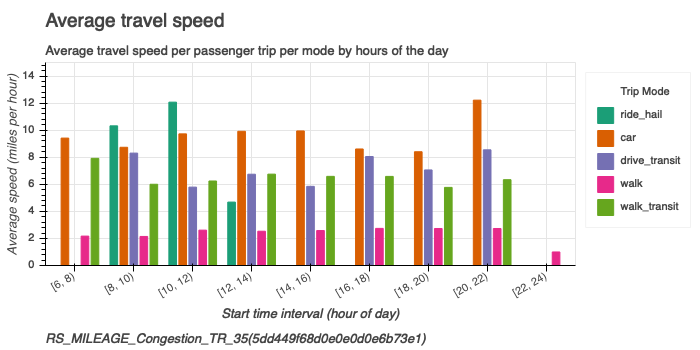 Average travel speed
Average travel speed per passenger trip per mode by hours of the day
Average speed (miles per hour)
14
12
10
8
6
4
2
0
[6, 8)
[8, 10)
[10, 12)
[12, 14)
[14, 16)
[16, 18)
[18, 20)
[20, 22)
[22, 24)
Start time interval (hour of day)
Trip Mode
ride_hail
car
drive_transit
walk
walk_transit
RS_MILEAGE_Congestion_TR_35(5dd449f68d0e0e0d0e6b73e1)